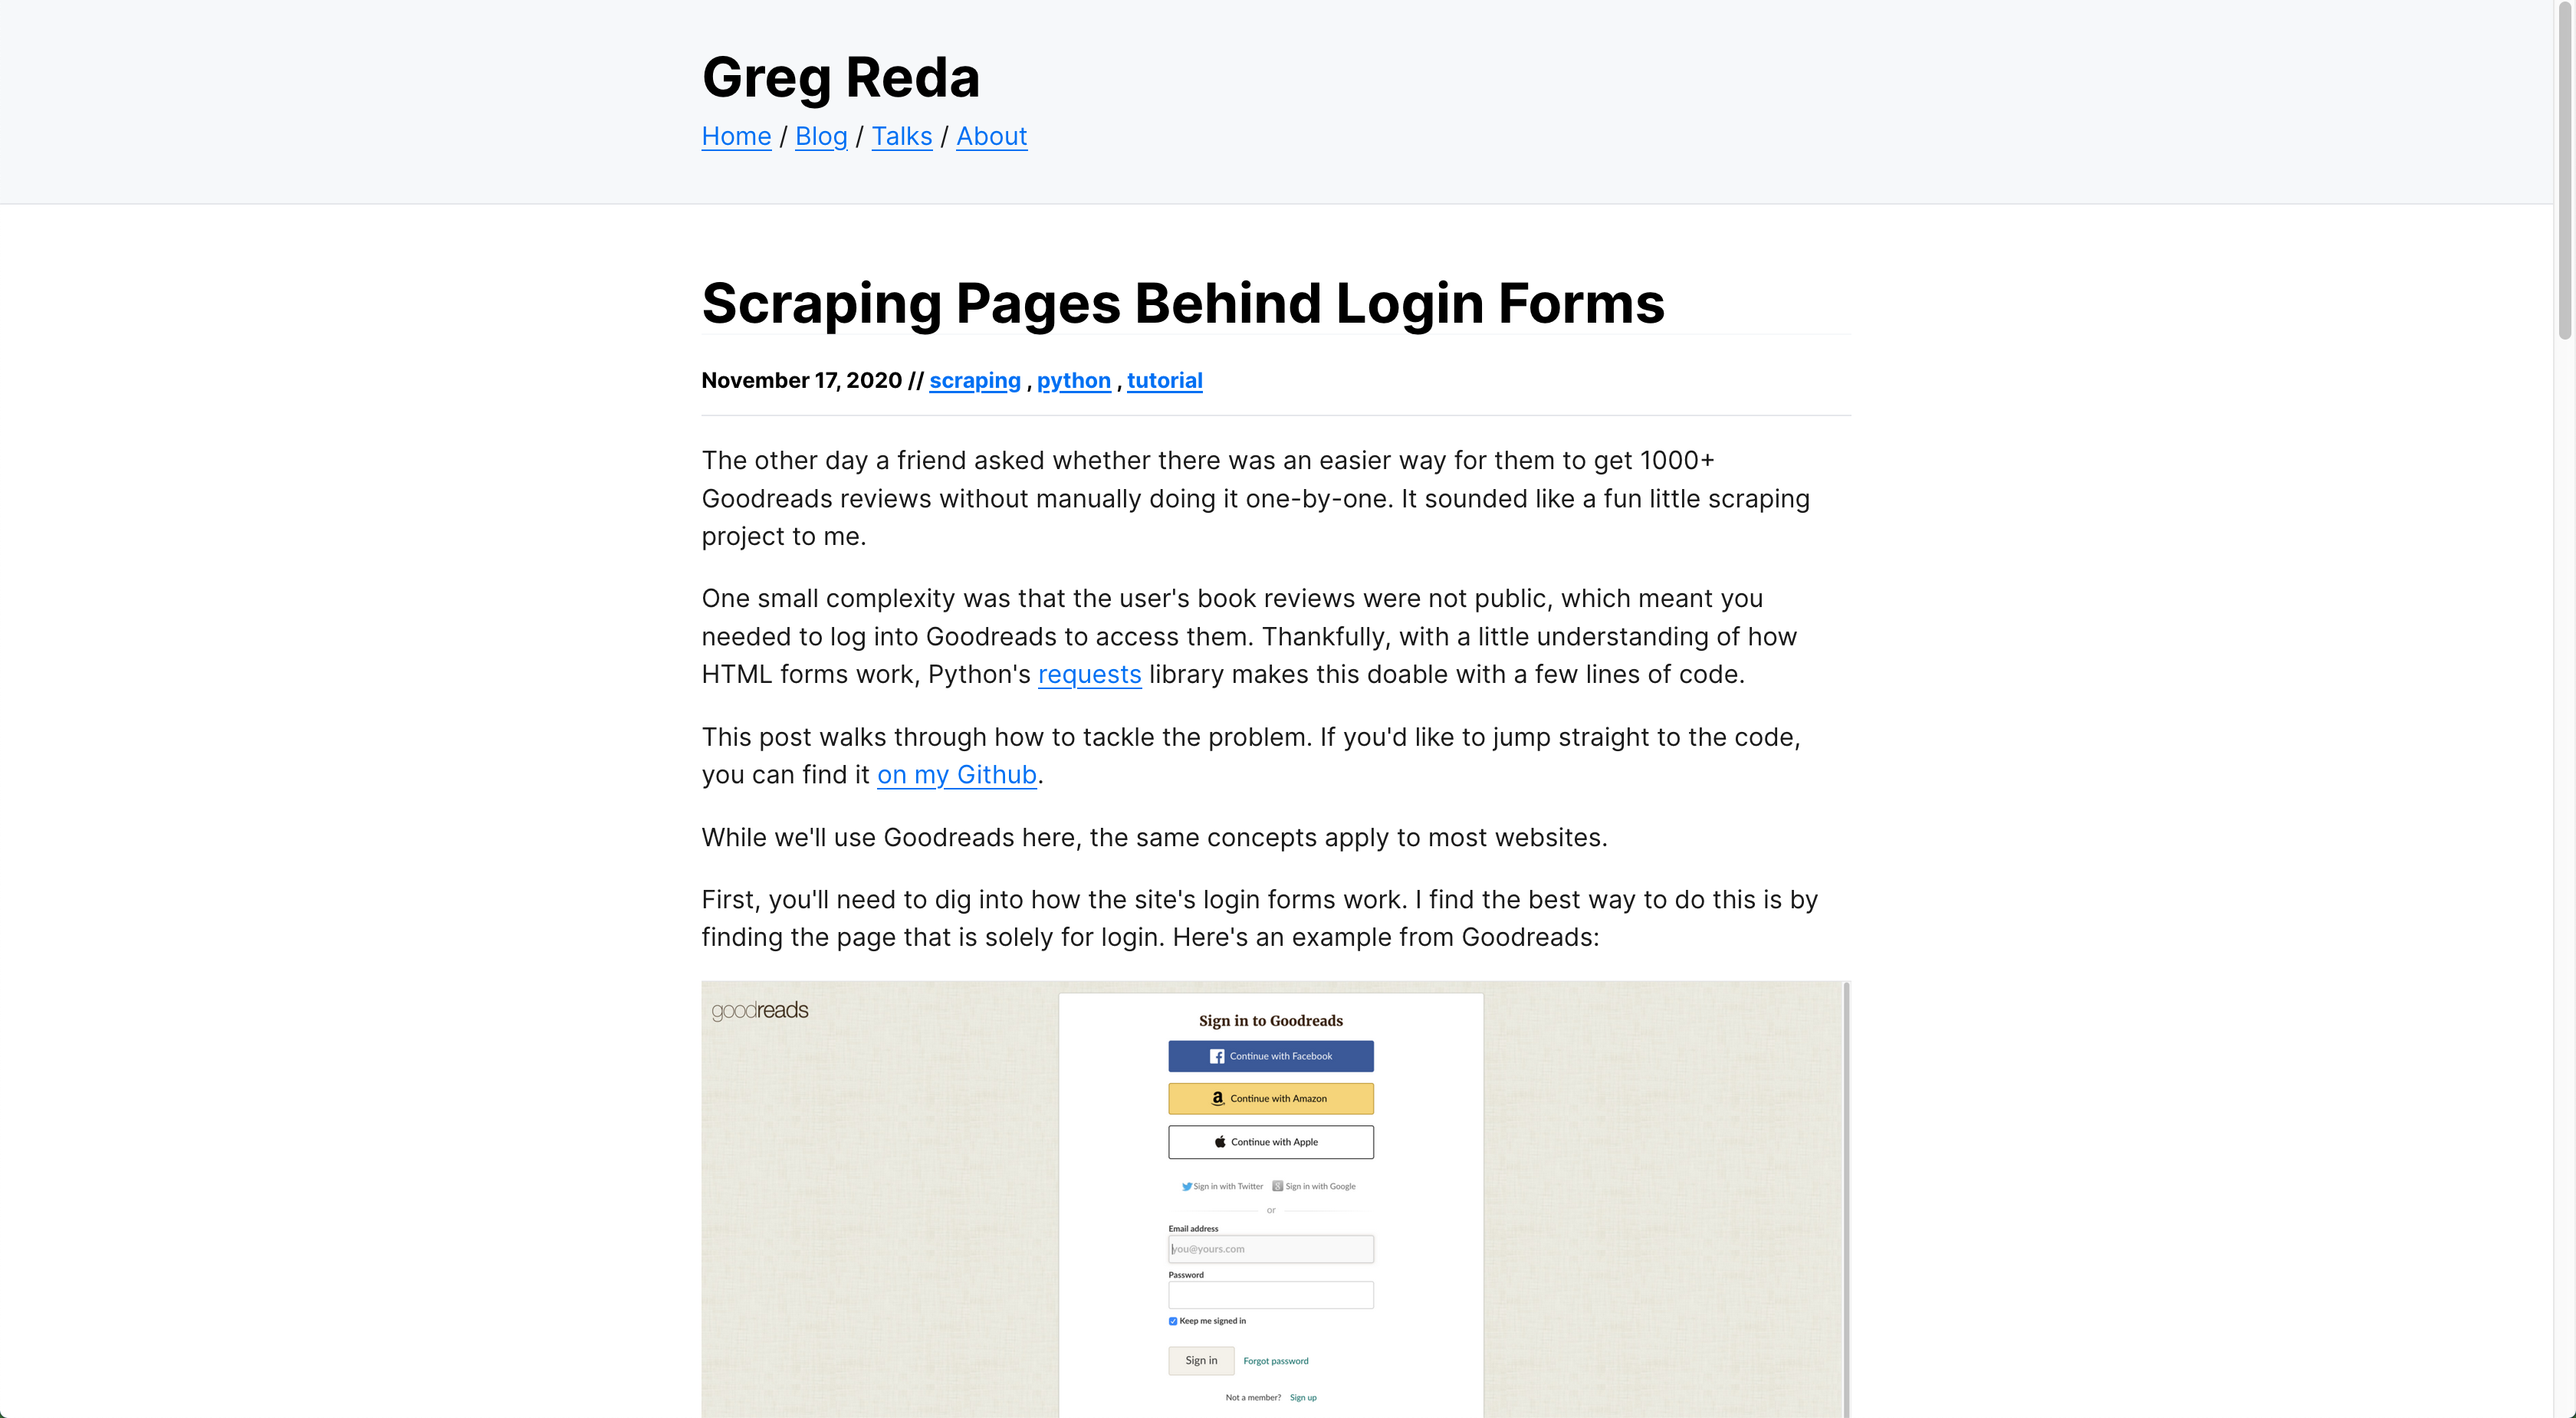 Greg Reda
Home / Blog / Talks / About
Scraping Pages Behind Login Forms
November 17, 2020 // scraping , python , tutorial
The other day a friend asked whether there was an easier way for them to get 1000+
Goodreads reviews without manually doing it one-by-one. It sounded like a fun little scraping
project to me.
One small complexity was that the user's book reviews were not public, which meant you
needed to log into Goodreads to access them. Thankfully, with a little understanding of how
HTML forms work, Python's requests library makes this doable with a few lines of code.
This post walks through how to tackle the problem. If you'd like to jump straight to the code,
you can find it on my Github.
While we'll use Goodreads here, the same concepts apply to most websites.
First, you'll need to dig into how the site's login forms work. I find the best way to do this is by
finding the page that is solely for login. Here's an example from Goodreads:
goodreads
Sign in to Goodreads
Continue with Facebook
Continue with Amazon
Continue with Apple
Sign in with Twitter Sign in with Google
or
Email address
you@yours.com
Password
Keep me signed in
Sign in Forgot password
Not a member? Sign up